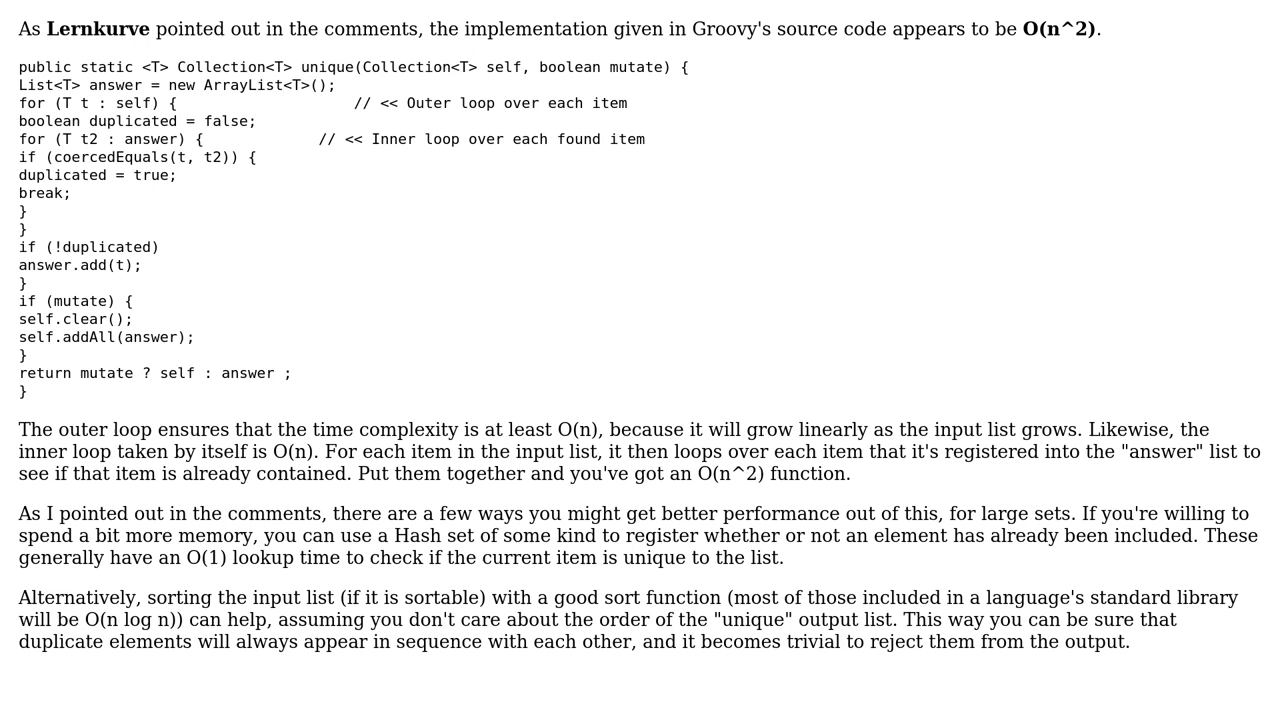 As Lernkurve pointed out in the comments, the implementation given in Groovy's source code appears to be O(n^2).
public static <T> Collection<T> unique(Collection<T> self, boolean mutate) {
List<T> answer = new ArrayList<T>();
for (T t : self) {                    // << Outer loop over each item
boolean duplicated = false;
for (T t2 : answer) {             // << Inner loop over each found item
if (coercedEquals(t, t2)) {
duplicated = true;
break;
}
}
if (!duplicated)
answer.add(t);
}
if (mutate) {
self.clear();
self.addAll(answer);
}
return mutate ? self : answer ;
}
The outer loop ensures that the time complexity is at least O(n), because it will grow linearly as the input list grows. Likewise, the
inner loop taken by itself is O(n). For each item in the input list, it then loops over each item that it's registered into the "answer" list to
see if that item is already contained. Put them together and you've got an O(n^2) function.
As I pointed out in the comments, there are a few ways you might get better performance out of this, for large sets. If you're willing to
spend a bit more memory, you can use a Hash set of some kind to register whether or not an element has already been included. These
generally have an O(1) lookup time to check if the current item is unique to the list.
Alternatively, sorting the input list (if it is sortable) with a good sort function (most of those included in a language's standard library
will be O(n log n)) can help, assuming you don't care about the order of the "unique" output list. This way you can be sure that
duplicate elements will always appear in sequence with each other, and it becomes trivial to reject them from the output.